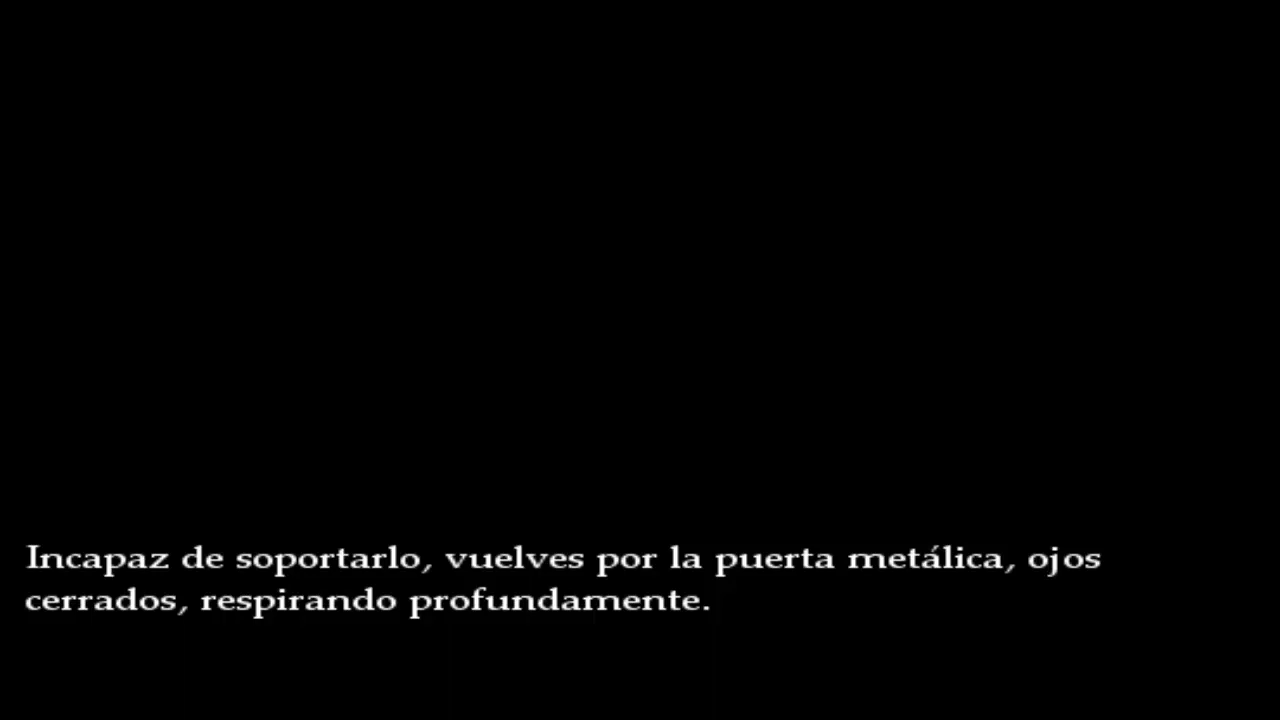 Incapaz de soportarlo, vuelves por la puerta metálica, ojos
cerrados, respirando profundamente.